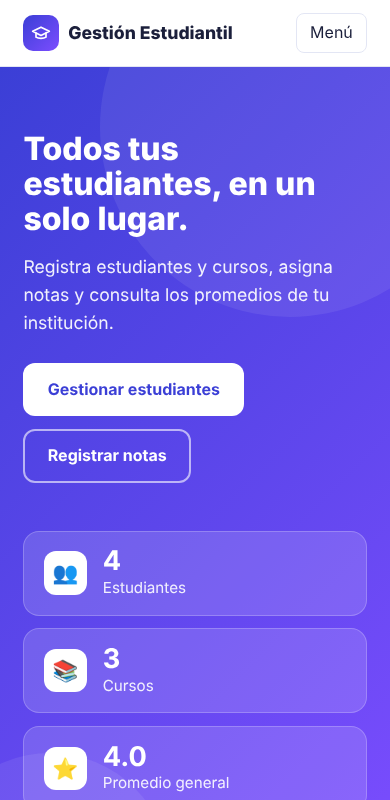 Gestión Estudiantil
Menú
Todos tus
estudiantes, en un
solo lugar.
Registra estudiantes y cursos, asigna
notas y consulta los promedios de tu
institución.
Gestionar estudiantes
Registrar notas
4
Estudiantes
3
Cursos
4.0
Promedio general